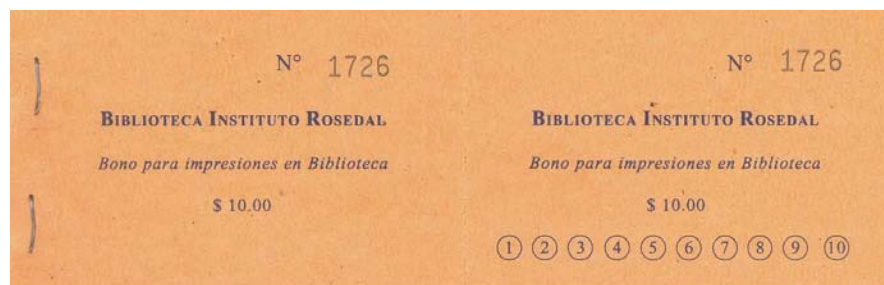 N° 1726
BIBLIOTECA INSTITUTO ROSEDAL
Bono para impresiones en Biblioteca
$ 10.00
N° 1726
BIBLIOTECA INSTITUTO ROSEDAL
Bono para impresiones en Biblioteca
$ 10.00
1 2 3 4 5 6 7 8 9 10